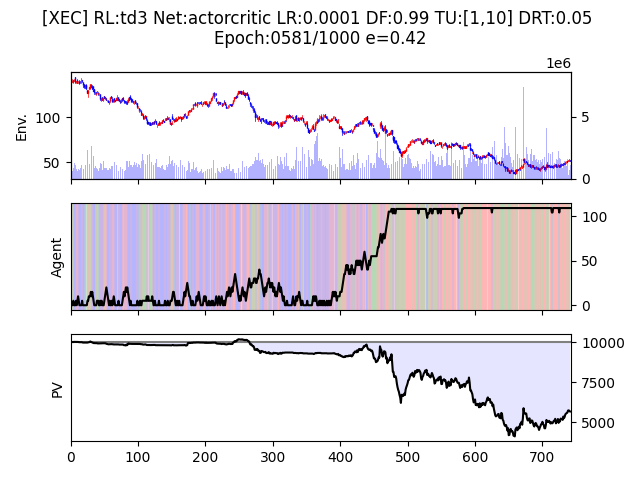 [XEC] RL:td3 Net:actorcritic LR:0.0001 DF:0.99 TU:[1,10] DRT:0.05
Epoch:0581/1000 e=0.42
1e6
Env.
100
50
5
0
Agent
100
50
0
PV
10000
7500
5000
0 100 200 300 400 500 600 700